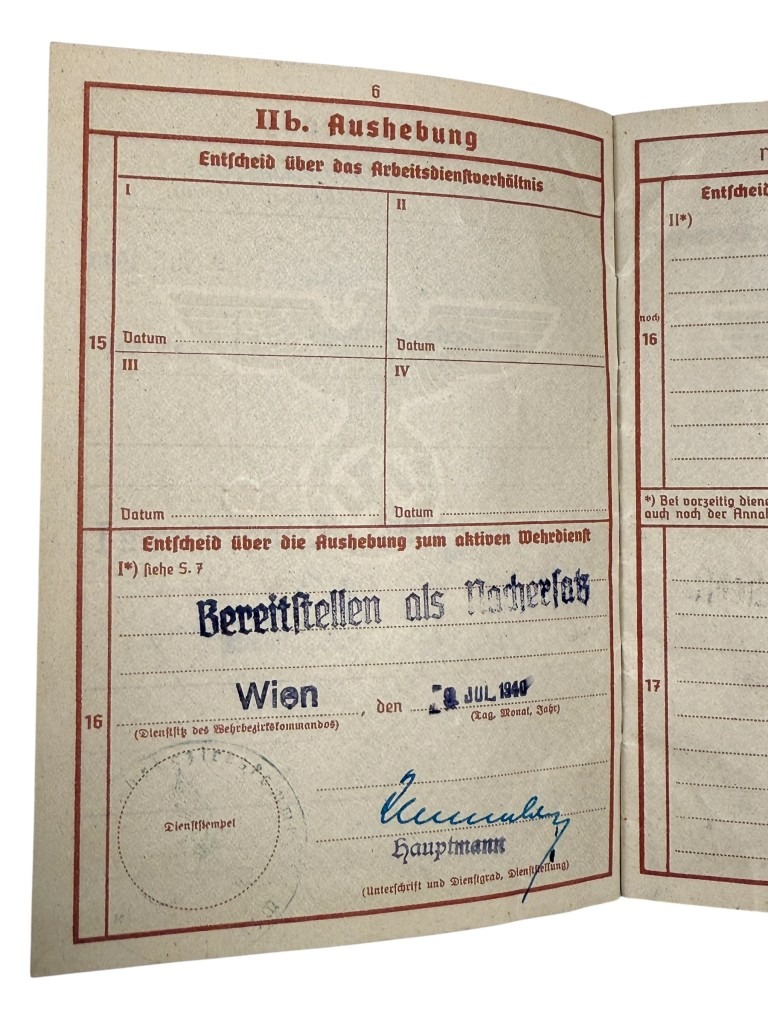 6
IIb. Aushebung
Entscheid über das Arbeitsdienstverhältnis
I
II
15
Datum
Datum
III
IV
Datum
Datum
Entscheid über die Aushebung zum aktiven Wehrdienst
I*) siehe S. 7
Bereitstellen als Nachersatz
16
Wien, den JUL. 1940
(Dienstsitz des Wehrbezirkskommandos) (Tag, Monat, Jahr)
Dienststempel
Hauptmann
(Unterschrift und Dienstgrad, Dienststellung)
Entscheid
II*)
noch
16
*) Bei vorzeitig
auch noch der
17